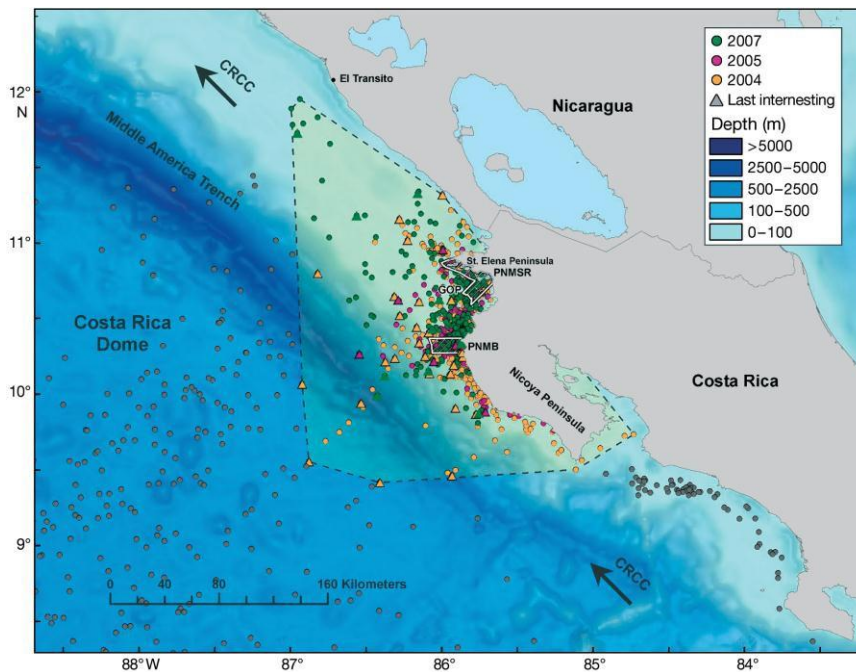 2007
2005
2004
Last internesting
Depth (m)
>5000
2500–5000
500–2500
100–500
0–100
CRCC
El Transito
Nicaragua
Middle America Trench
12°
N
11°
St. Elena Peninsula
PNMSR
GOP
Costa Rica
Dome
PNMB
10°
Nicoya Peninsula
Costa Rica
9°
CRCC
0 40 80 160 Kilometers
88°W 87° 86° 85° 84°